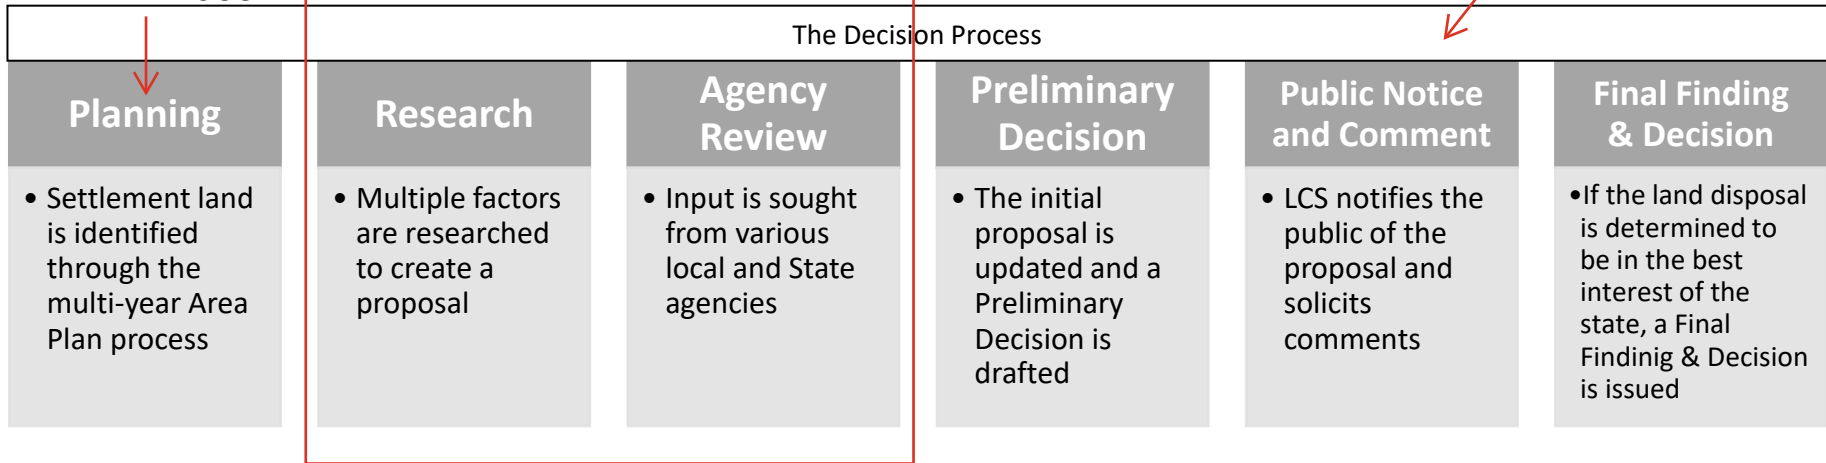 The Decision Process
Planning
• Settlement land
is identified
through the
multi-year Area
Plan process
Research
• Multiple factors
are researched
to create a
proposal
Agency
Review
• Input is sought
from various
local and State
agencies
Preliminary
Decision
• The initial
proposal is
updated and a
Preliminary
Decision is
drafted
Public Notice
and Comment
• LCS notifies the
public of the
proposal and
solicits
comments
Final Finding
& Decision
•If the land disposal
is determined to
be in the best
interest of the
state, a Final
Findinig & Decision
is issued